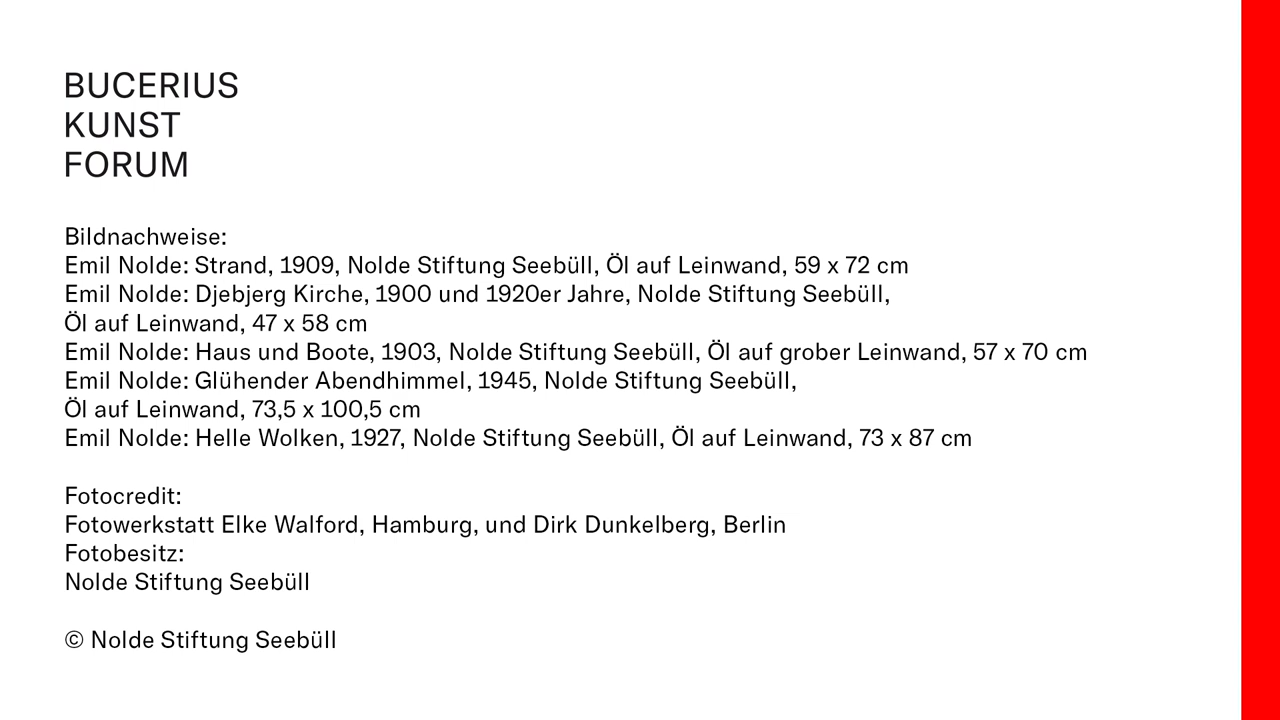 BUCERIUS
KUNST
FORUM
Bildnachweise:
Emil Nolde: Strand, 1909, Nolde Stiftung Seebüll, Öl auf Leinwand, 59 x 72 cm
Emil Nolde: Djebjerg Kirche, 1900 und 1920er Jahre, Nolde Stiftung Seebüll,
Öl auf Leinwand, 47 x 58 cm
Emil Nolde: Haus und Boote, 1903, Nolde Stiftung Seebüll, Öl auf grober Leinwand, 57 x 70 cm
Emil Nolde: Glühender Abendhimmel, 1945, Nolde Stiftung Seebüll,
Öl auf Leinwand, 73,5 x 100,5 cm
Emil Nolde: Helle Wolken, 1927, Nolde Stiftung Seebüll, Öl auf Leinwand, 73 x 87 cm
Fotocredit:
Fotowerkstatt Elke Walford, Hamburg, und Dirk Dunkelberg, Berlin
Fotobesitz:
Nolde Stiftung Seebüll
© Nolde Stiftung Seebüll